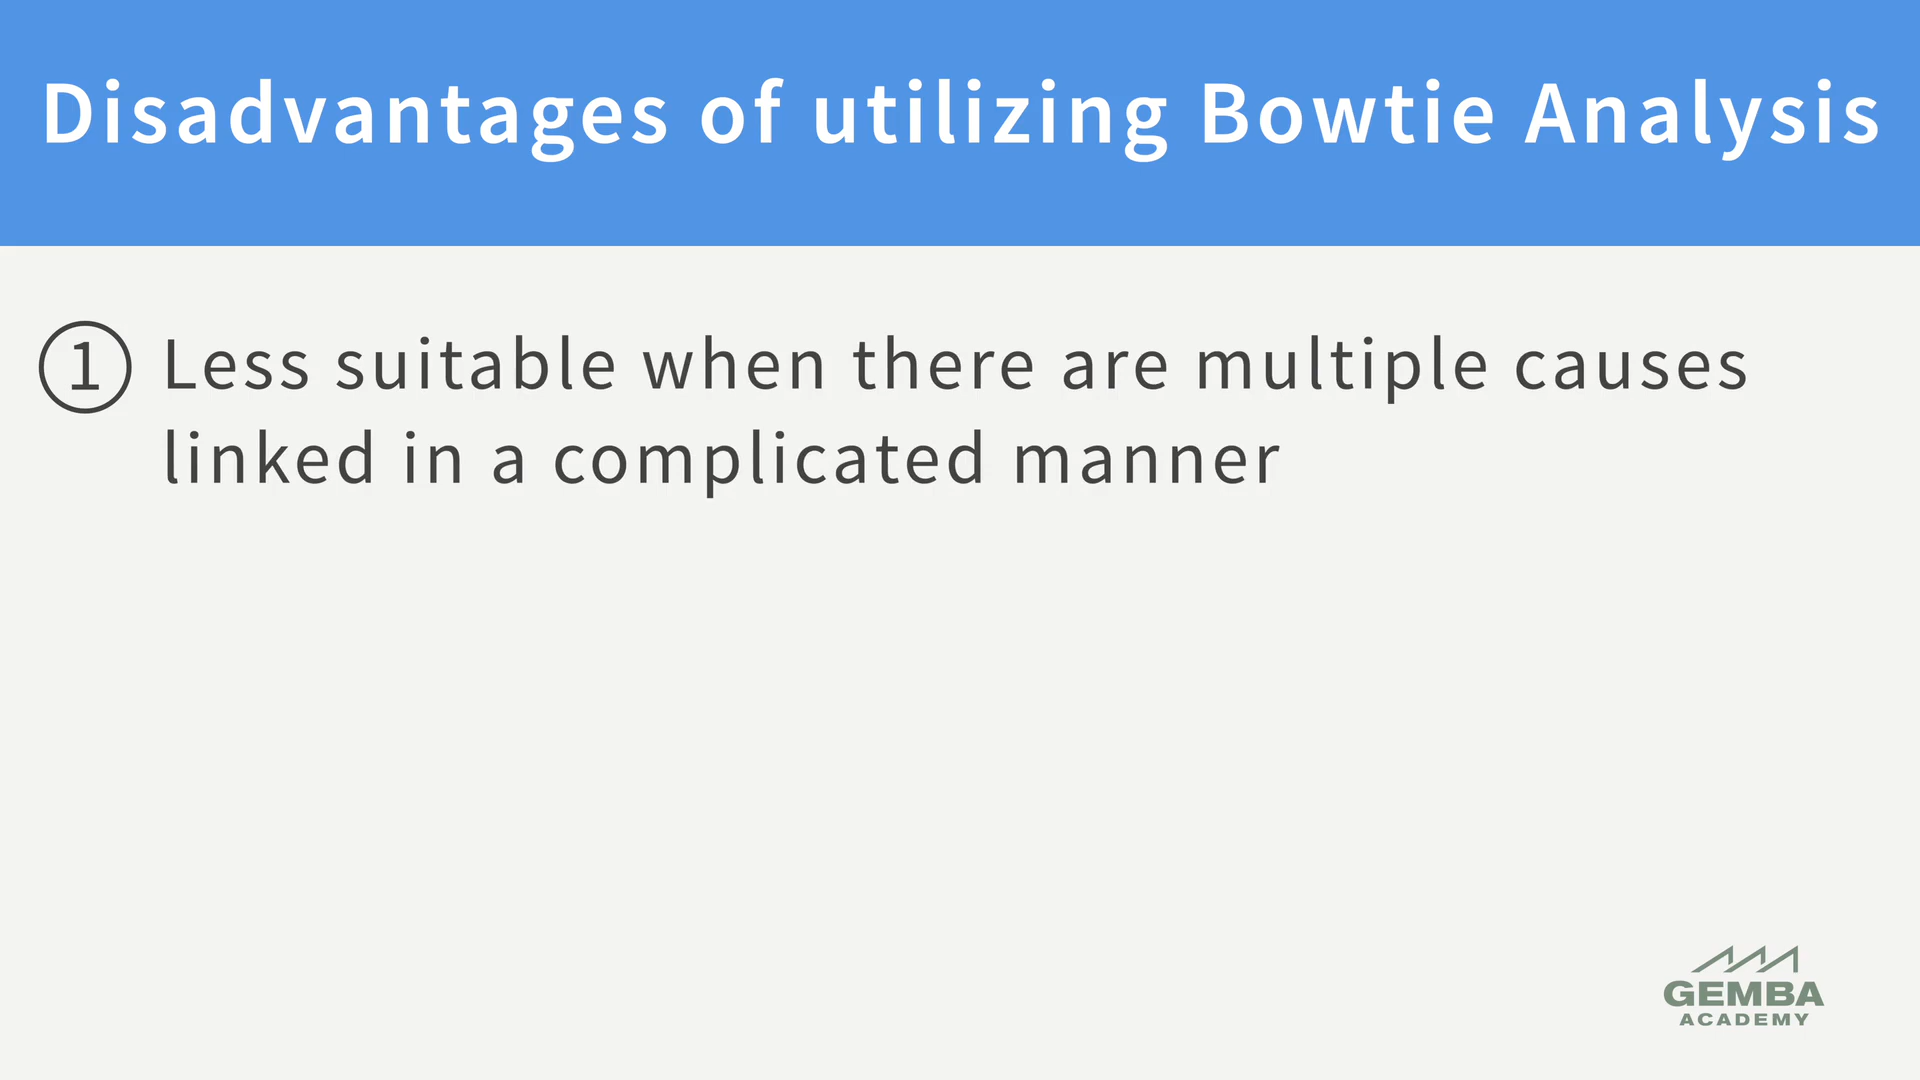 Disadvantages of utilizing Bowtie Analysis
① Less suitable when there are multiple causes
linked in a complicated manner
GEMBA
ACADEMY